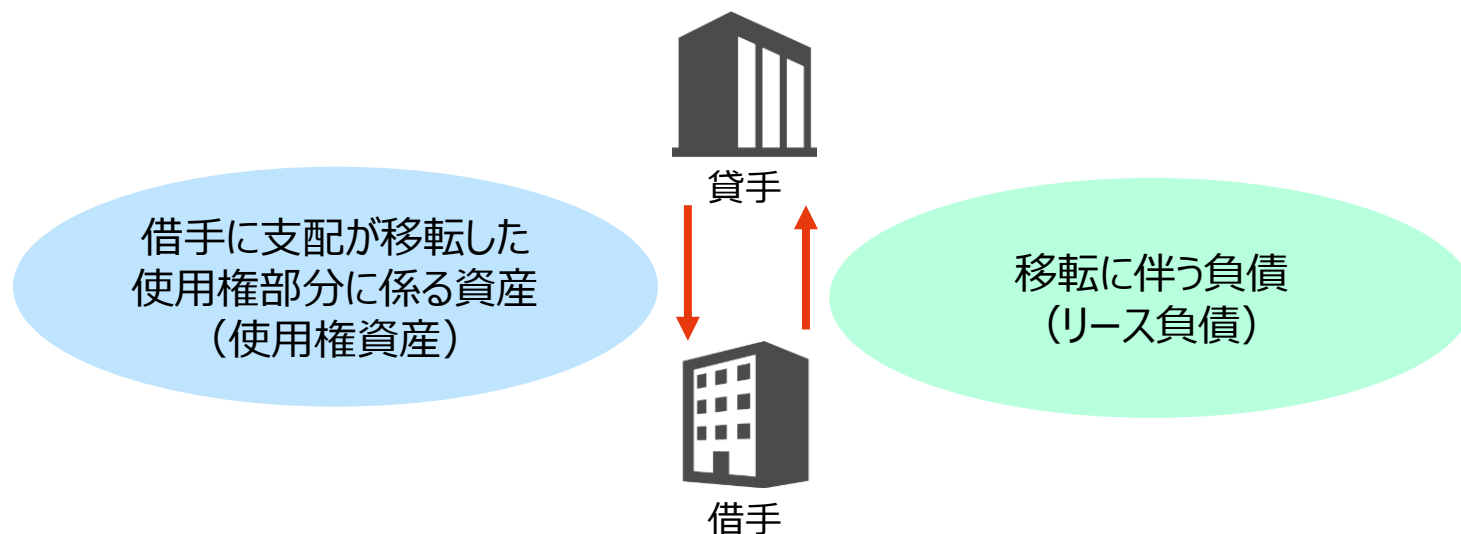 貸手
借手に支配が移転した
使用権部分に係る資産
（使用権資産）
移転に伴う負債
（リース負債）
借手